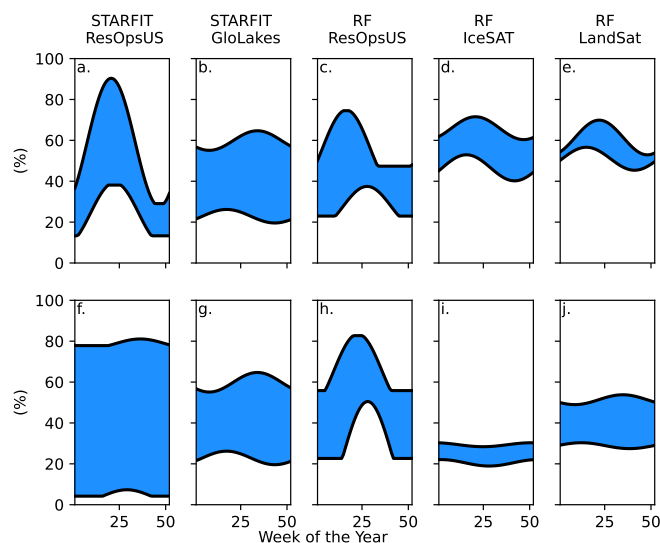 STARFIT STARFIT RF RF RF
ResOpsUS GloLakes ResOpsUS IceSAT LandSat
100
80
60
40
20
0
(%)
a. b. c. d. e.
100
80
60
40
20
0
(%)
f. g. h. i. j.
25 50 25 50 25 50 25 50 25 50
Week of the Year